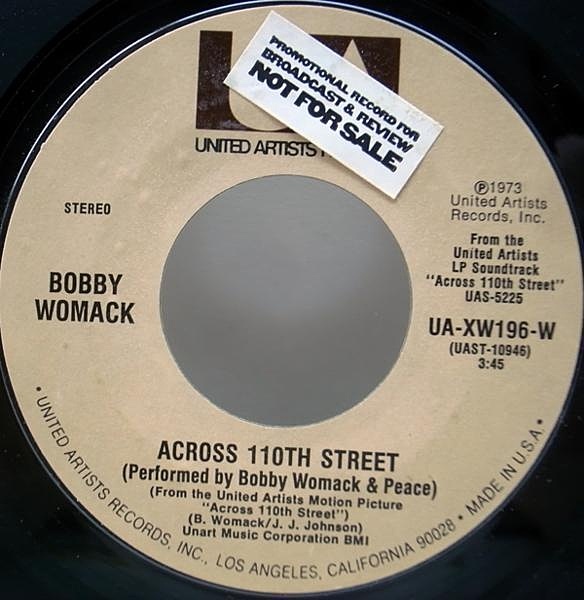 PROMOTIONAL RECORD FOR
BROADCAST & REVIEW
NOT FOR SALE
UNITED ARTISTS
STEREO
℗1973
United Artists
Records, Inc.
From the
United Artists
LP Soundtrack
"Across 110th Street"
UAS-5225
BOBBY
WOMACK
UA-XW196-W
(UAST-10946)
3:45
ACROSS 110TH STREET
(Performed by Bobby Womack & Peace)
(From the United Artists Motion Picture
"Across 110th Street")
(B. Womack/J. J. Johnson)
Unart Music Corporation BMI
• UNITED ARTISTS RECORDS, INC., LOS ANGELES, CALIFORNIA 90028 • MADE IN U.S.A. •